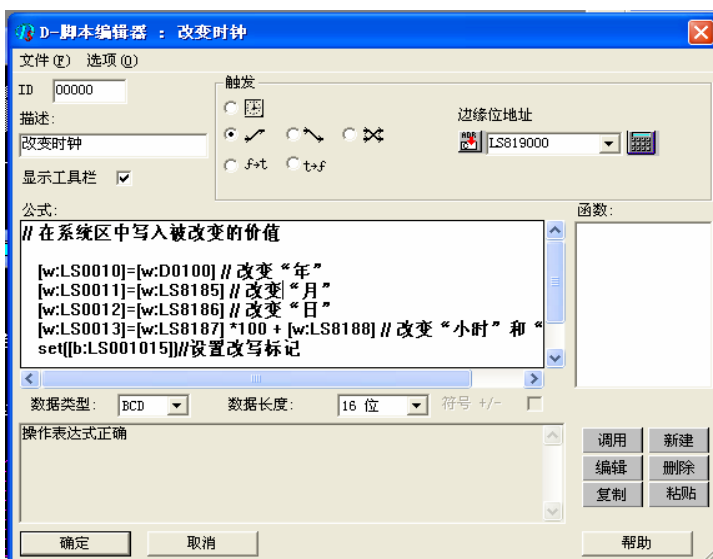 D-脚本编辑器 : 改变时钟
文件(F) 选项(O)
ID 00000
描述:
改变时钟
显示工具栏
触发
f→t t→f
边缘位地址
ADR LS819000
公式:
// 在系统区中写入被改变的价值
[w:LS0010]=[w:D0100] // 改变“年”
[w:LS0011]=[w:LS8185] // 改变“月”
[w:LS0012]=[w:LS8186] // 改变“日”
[w:LS0013]=[w:LS8187] *100 + [w:LS8188] // 改变“小时”和“
set([b:LS001015])//设置改写标记
函数:
数据类型: BCD 数据长度: 16 位 符号 +/-
操作表达式正确
调用 新建
编辑 删除
复制 粘贴
确定 取消 帮助